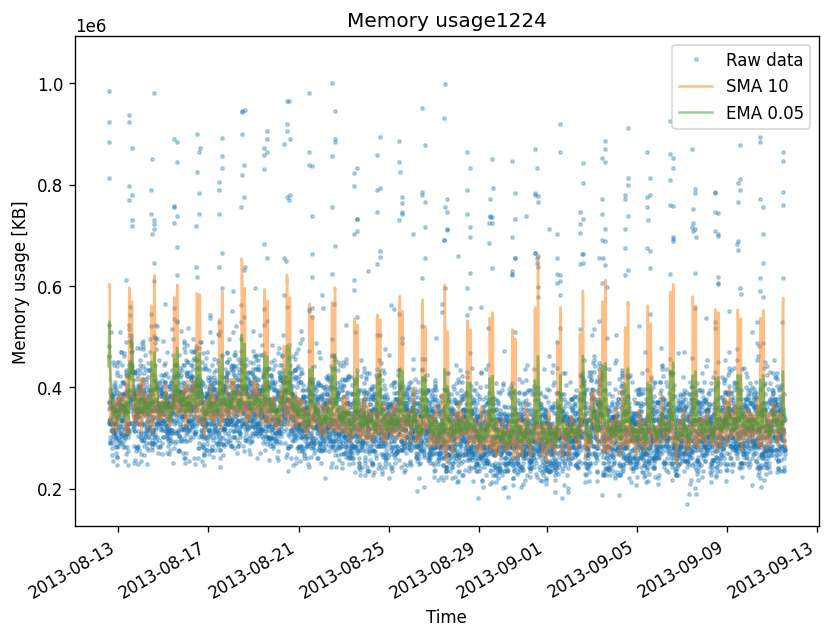 Memory usage1224
1e6
Raw data
SMA 10
EMA 0.05
1.0
0.8
0.6
0.4
0.2
Memory usage [KB]
2013-08-13
2013-08-17
2013-08-21
2013-08-25
2013-08-29
2013-09-01
2013-09-05
2013-09-09
2013-09-13
Time